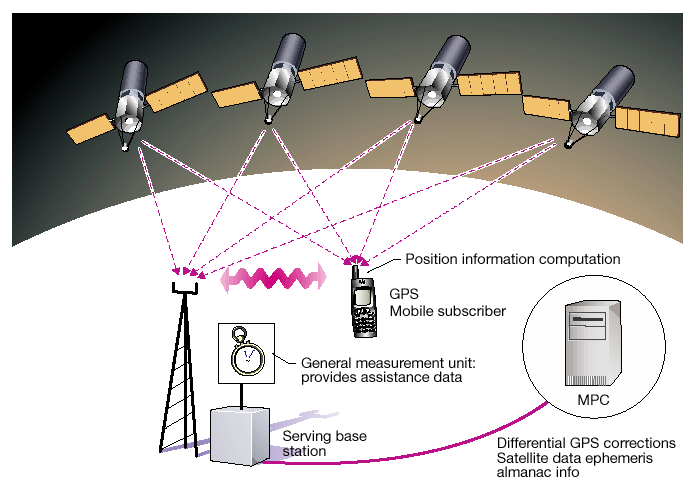 Position information computation
GPS
Mobile subscriber
General measurement unit:
provides assistance data
MPC
Serving base
station
Differential GPS corrections
Satellite data ephemeris
almanac info